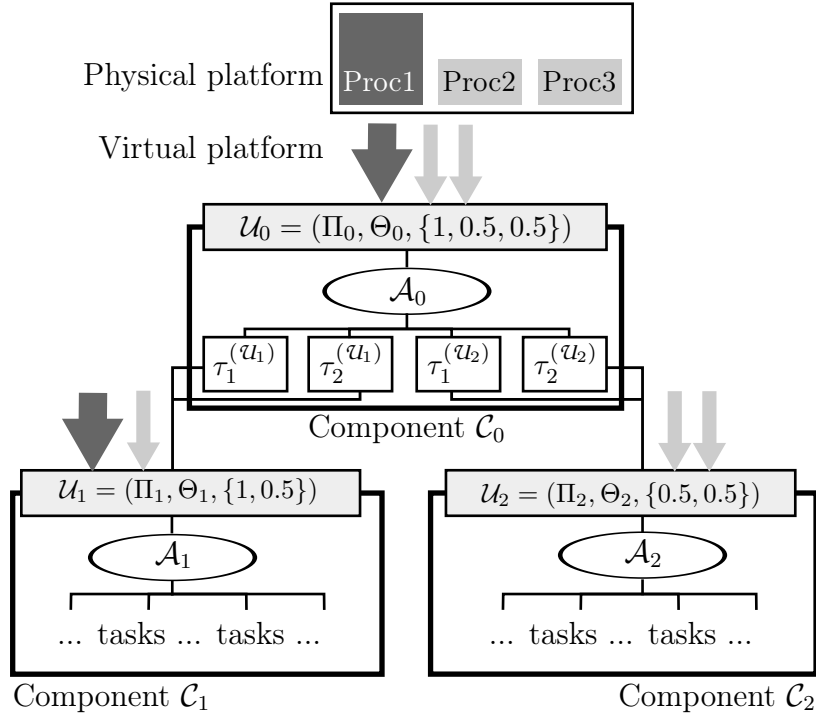 Physical platform Proc1 Proc2 Proc3
Virtual platform
𝒰₀ = (Π₀, Θ₀, {1, 0.5, 0.5})
𝒜₀
τ₁^(𝒰₁) τ₂^(𝒰₁) τ₁^(𝒰₂) τ₂^(𝒰₂)
Component 𝒞₀
𝒰₁ = (Π₁, Θ₁, {1, 0.5}) 𝒰₂ = (Π₂, Θ₂, {0.5, 0.5})
𝒜₁ 𝒜₂
... tasks ... tasks ... ... tasks ... tasks ...
Component 𝒞₁ Component 𝒞₂